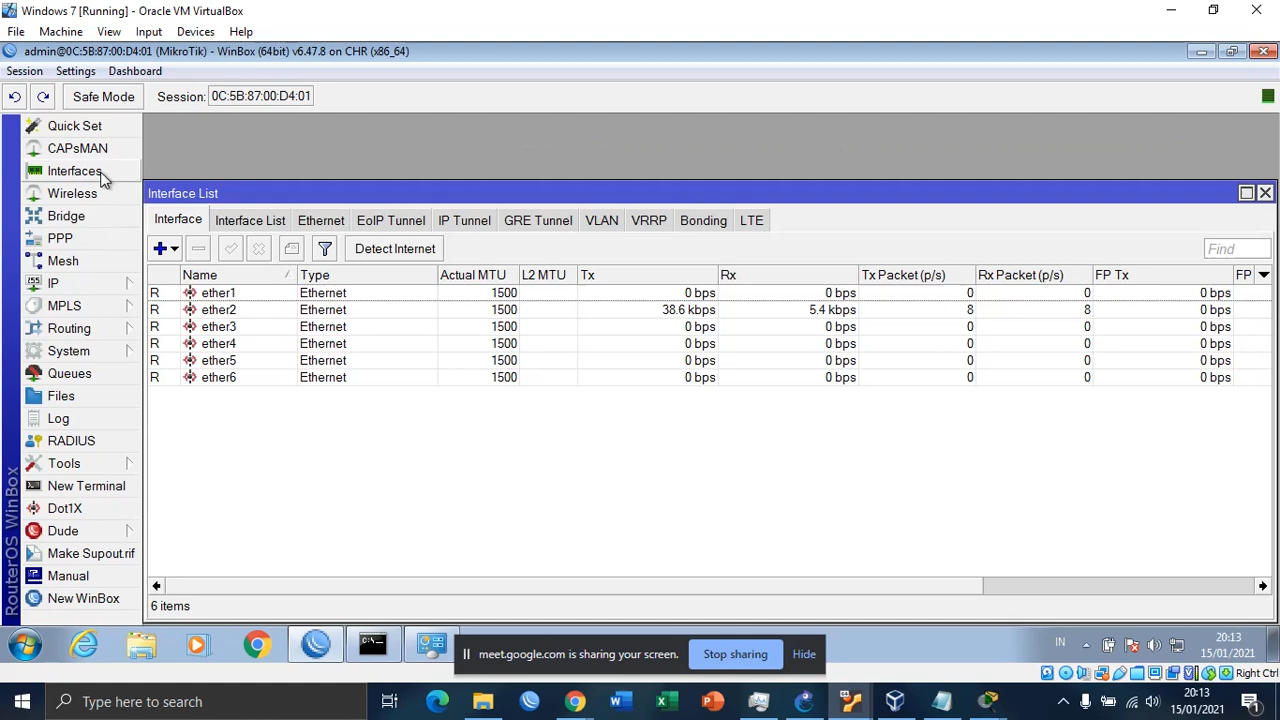 Windows 7 [Running] - Oracle VM VirtualBox
File Machine View Input Devices Help
admin@0C:5B:87:00:D4:01 (MikroTik) - WinBox (64bit) v6.47.8 on CHR (x86_64)
Session Settings Dashboard
Safe Mode Session: 0C:5B:87:00:D4:01
Quick Set
CAPsMAN
Interfaces
Wireless
Bridge
PPP
Mesh
IP
MPLS
Routing
System
Queues
Files
Log
RADIUS
Tools
New Terminal
Dot1X
Dude
Make Supout.rif
Manual
New WinBox
RouterOS WinBox
Interface List
Interface Interface List Ethernet EoIP Tunnel IP Tunnel GRE Tunnel VLAN VRRP Bonding LTE
Detect Internet Find
Name Type Actual MTU L2 MTU Tx Rx Tx Packet (p/s) Rx Packet (p/s) FP Tx FP
R ether1 Ethernet 1500 0 bps 0 bps 0 0 0 bps
R ether2 Ethernet 1500 38.6 kbps 5.4 kbps 8 8 0 bps
R ether3 Ethernet 1500 0 bps 0 bps 0 0 0 bps
R ether4 Ethernet 1500 0 bps 0 bps 0 0 0 bps
R ether5 Ethernet 1500 0 bps 0 bps 0 0 0 bps
R ether6 Ethernet 1500 0 bps 0 bps 0 0 0 bps
6 items
IN 20:13
15/01/2021
meet.google.com is sharing your screen. Stop sharing Hide
Right Ctrl
Type here to search
20:13
15/01/2021